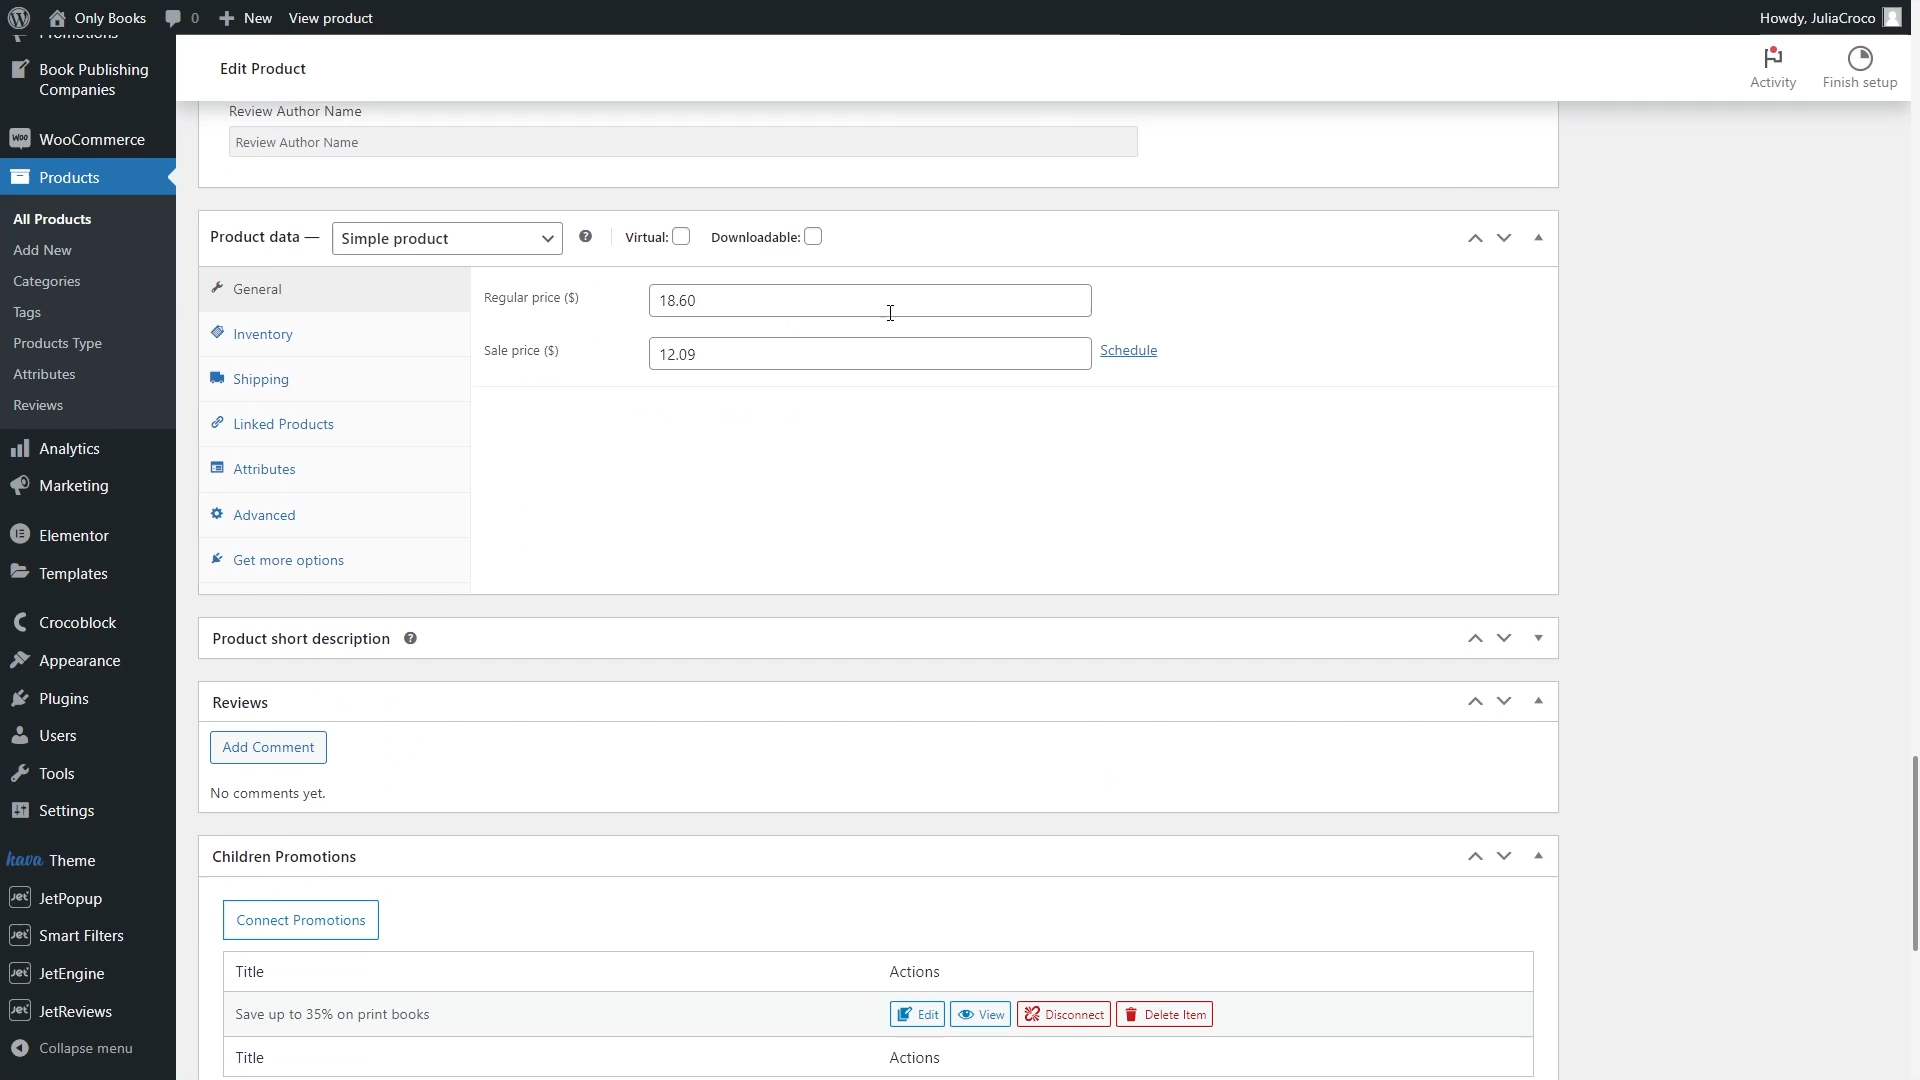 Only Books
0
New
View product
Howdy, JuliaCroco
Promotions
Book Publishing
Companies
WooCommerce
Products
All Products
Add New
Categories
Tags
Products Type
Attributes
Reviews
Analytics
Marketing
Elementor
Templates
Crocoblock
Appearance
Plugins
Users
Tools
Settings
hava Theme
JetPopup
Smart Filters
JetEngine
JetReviews
Collapse menu
Edit Product
Activity
Finish setup
Review Author Name
Review Author Name
Product data — Simple product ? Virtual: Downloadable:
General
Inventory
Shipping
Linked Products
Attributes
Advanced
Get more options
Regular price ($) 18.60
Sale price ($) 12.09 Schedule
Product short description ?
Reviews
Add Comment
No comments yet.
Children Promotions
Connect Promotions
Title Actions
Save up to 35% on print books Edit View Disconnect Delete Item
Title Actions